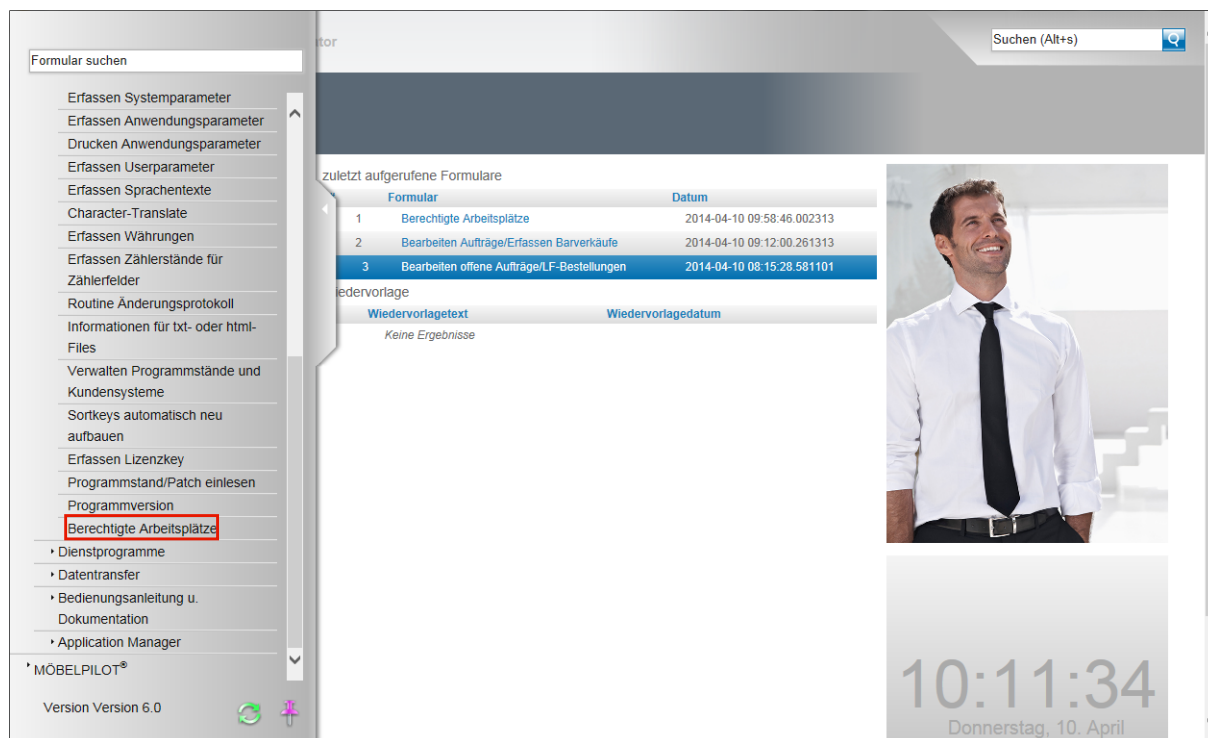 tor
Suchen (Alt+s)
Formular suchen
Erfassen Systemparameter
Erfassen Anwendungsparameter
Drucken Anwendungsparameter
Erfassen Userparameter
Erfassen Sprachentexte
Character-Translate
Erfassen Währungen
Erfassen Zählerstände für
Zählerfelder
Routine Änderungsprotokoll
Informationen für txt- oder html-
Files
Verwalten Programmstände und
Kundensysteme
Sortkeys automatisch neu
aufbauen
Erfassen Lizenzkey
Programmstand/Patch einlesen
Programmversion
Berechtigte Arbeitsplätze
Dienstprogramme
Datentransfer
Bedienungsanleitung u.
Dokumentation
Application Manager
MÖBELPILOT®
Version Version 6.0
zuletzt aufgerufene Formulare
Formular Datum
1 Berechtigte Arbeitsplätze 2014-04-10 09:58:46.002313
2 Bearbeiten Aufträge/Erfassen Barverkäufe 2014-04-10 09:12:00.261313
3 Bearbeiten offene Aufträge/LF-Bestellungen 2014-04-10 08:15:28.581101
iedervorlage
Wiedervorlagetext Wiedervorlagedatum
Keine Ergebnisse
10:11:34
Donnerstag, 10. April